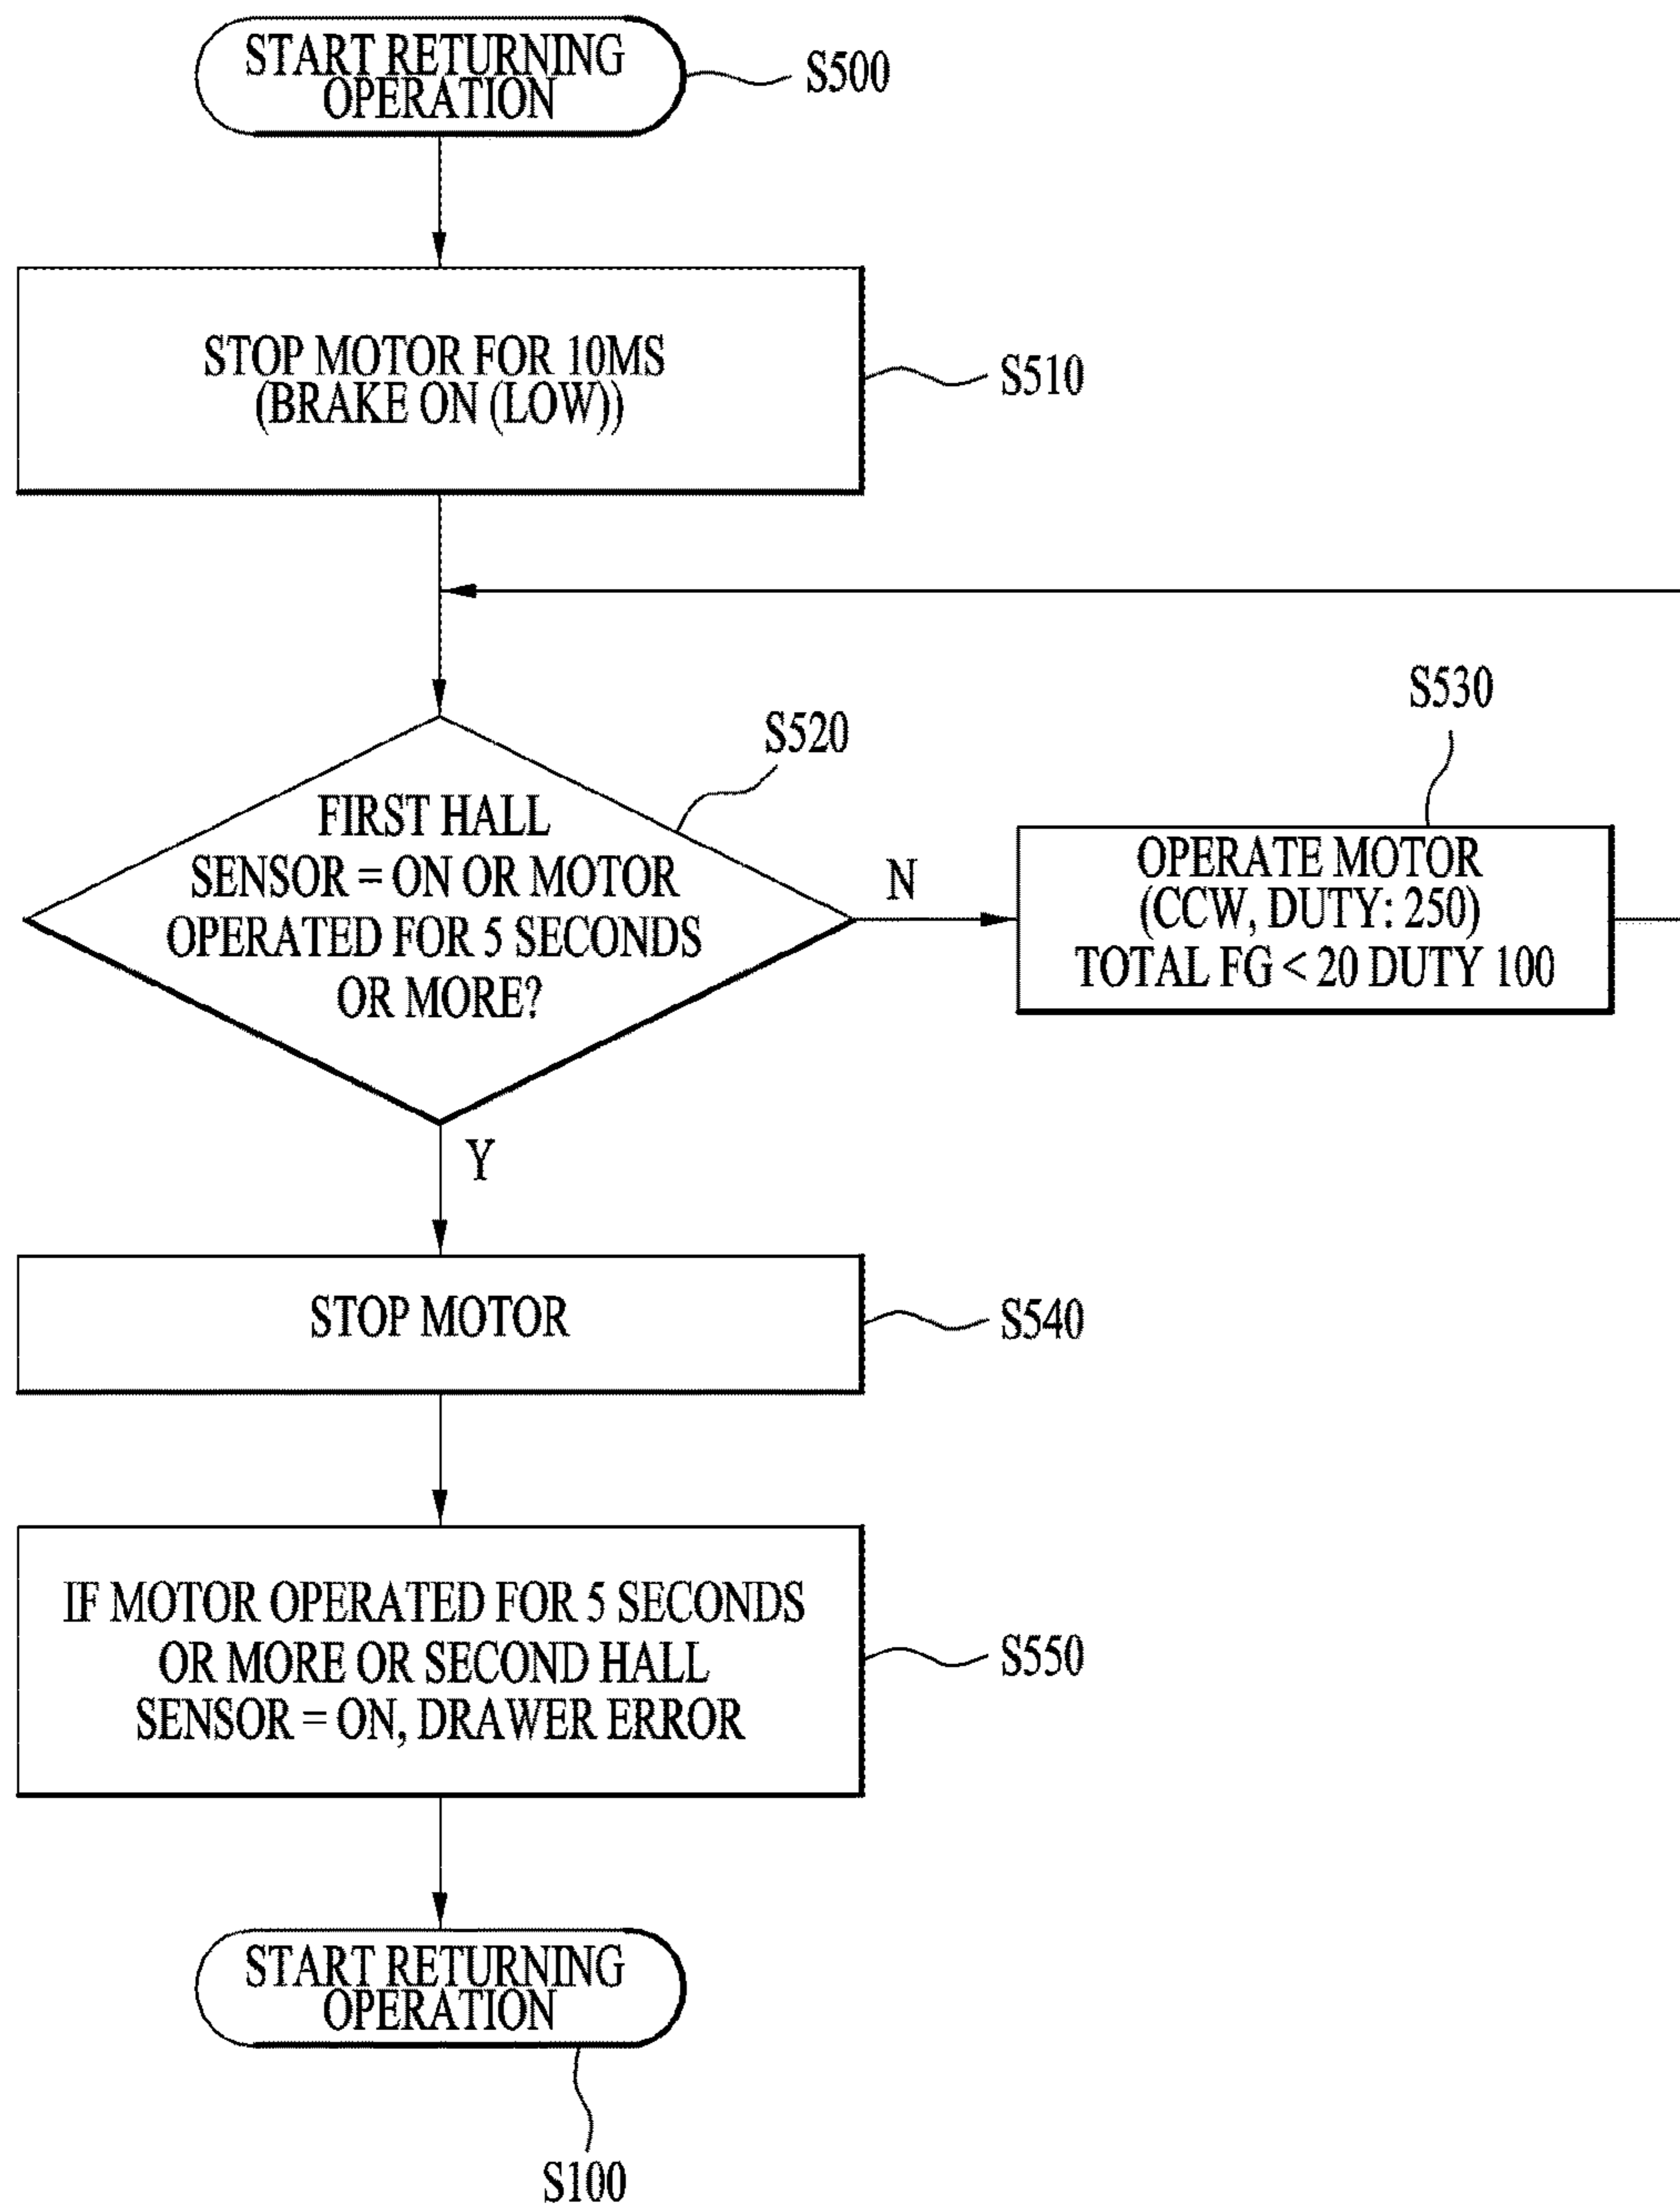 START RETURNING
OPERATION
S500
STOP MOTOR FOR 10MS
(BRAKE ON (LOW))
S510
S520
FIRST HALL
SENSOR = ON OR MOTOR
OPERATED FOR 5 SECONDS
OR MORE?
N
S530
OPERATE MOTOR
(CCW, DUTY: 250)
TOTAL FG < 20 DUTY 100
Y
STOP MOTOR
S540
IF MOTOR OPERATED FOR 5 SECONDS
OR MORE OR SECOND HALL
SENSOR = ON, DRAWER ERROR
S550
START RETURNING
OPERATION
S100